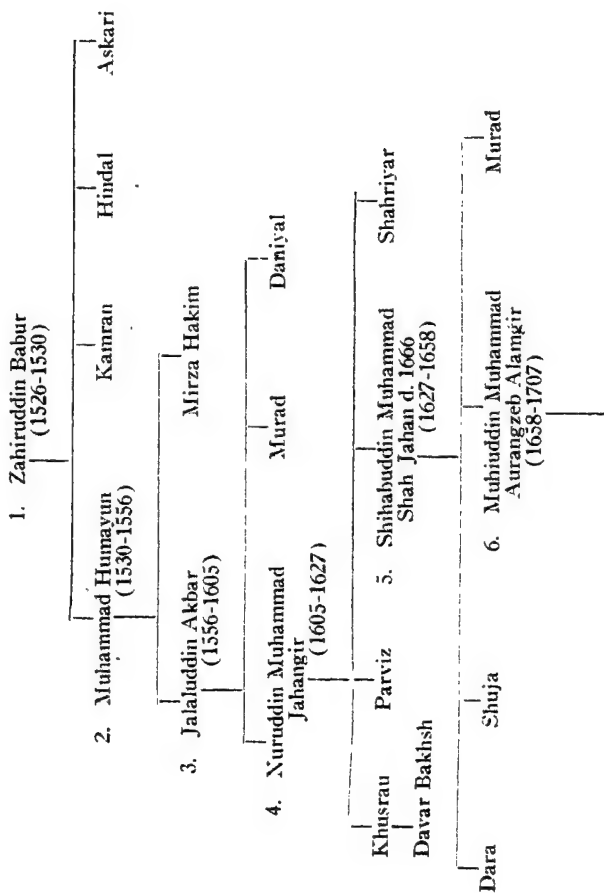 1. Zahiruddin Babur
(1526-1530)
2. Muhammad Humayun
(1530-1556)
Kamran
Hindal
Askari
3. Jalaluddin Akbar
(1556-1605)
Mirza Hakim
4. Nuruddin Muhammad
Jahangir
(1605-1627)
Murad
Daniyal
Khusrau
Parviz
5. Shihabuddin Muhammad
Shah Jahan d. 1666
(1627-1658)
Shahriyar
Davar Bakhsh
Dara
Shuja
6. Muhiuddin Muhammad
Aurangzeb Alamgir
(1658-1707)
Murad